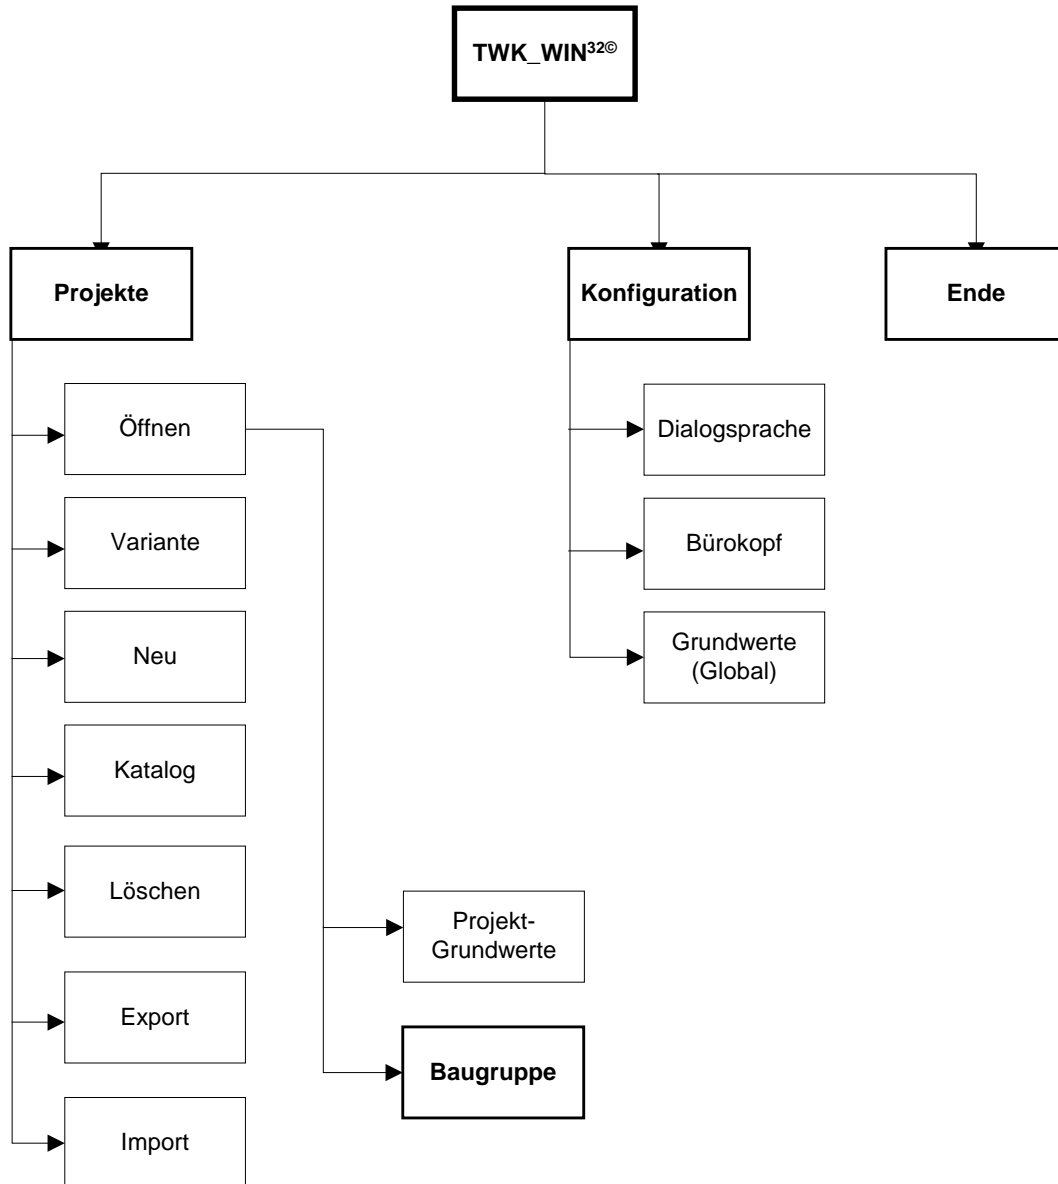 TWK_WIN32©
Projekte
Konfiguration
Ende
Öffnen
Variante
Neu
Katalog
Löschen
Export
Import
Dialogsprache
Bürokopf
Grundwerte
(Global)
Projekt-
Grundwerte
Baugruppe